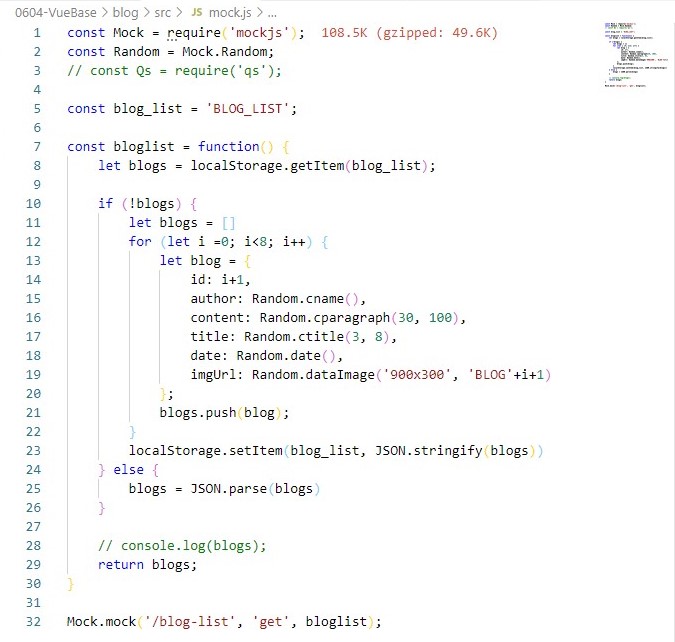 0604-VueBase > blog > src > JS mock.js > ...
1 const Mock = require('mockjs'); 108.5K (gzipped: 49.6K)
2 const Random = Mock.Random;
3 // const Qs = require('qs');
4
5 const blog_list = 'BLOG_LIST';
6
7 const bloglist = function() {
8     let blogs = localStorage.getItem(blog_list);
9
10     if (!blogs) {
11         let blogs = []
12         for (let i =0; i<8; i++) {
13             let blog = {
14                 id: i+1,
15                 author: Random.cname(),
16                 content: Random.cparagraph(30, 100),
17                 title: Random.ctitle(3, 8),
18                 date: Random.date(),
19                 imgUrl: Random.dataImage('900x300', 'BLOG'+i+1)
20             };
21             blogs.push(blog);
22         }
23         localStorage.setItem(blog_list, JSON.stringify(blogs))
24     } else {
25         blogs = JSON.parse(blogs)
26     }
27
28     // console.log(blogs);
29     return blogs;
30 }
31
32 Mock.mock('/blog-list', 'get', bloglist);